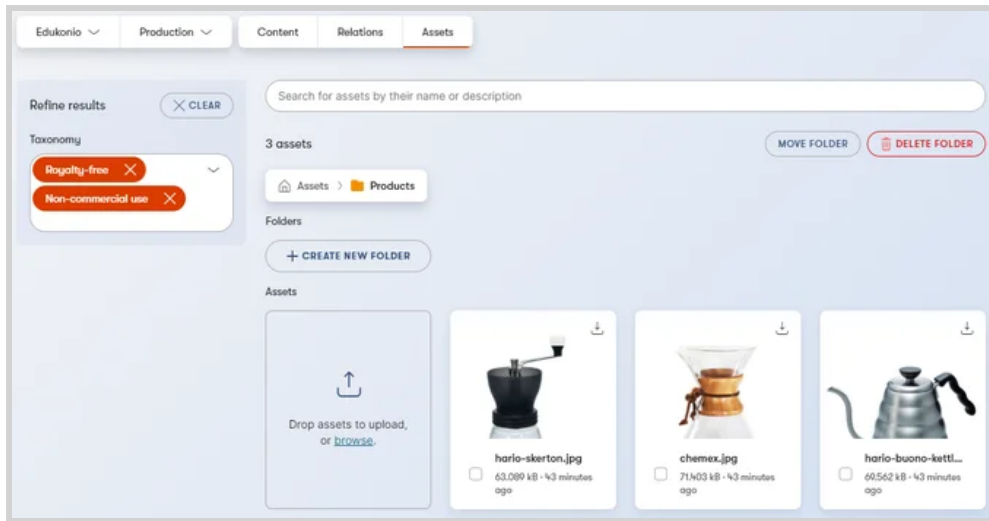 Edukonio Production Content Relations Assets
Refine results CLEAR
Search for assets by their name or description
Taxonomy
Royalty-free
Non-commercial use
3 assets
MOVE FOLDER DELETE FOLDER
Assets > Products
Folders
+ CREATE NEW FOLDER
Assets
Drop assets to upload,
or browse.
hario-skerton.jpg
63.089 kB - 43 minutes
ago
chemex.jpg
71.403 kB - 43 minutes
ago
hario-buono-kettl...
69.562 kB - 43 minutes
ago